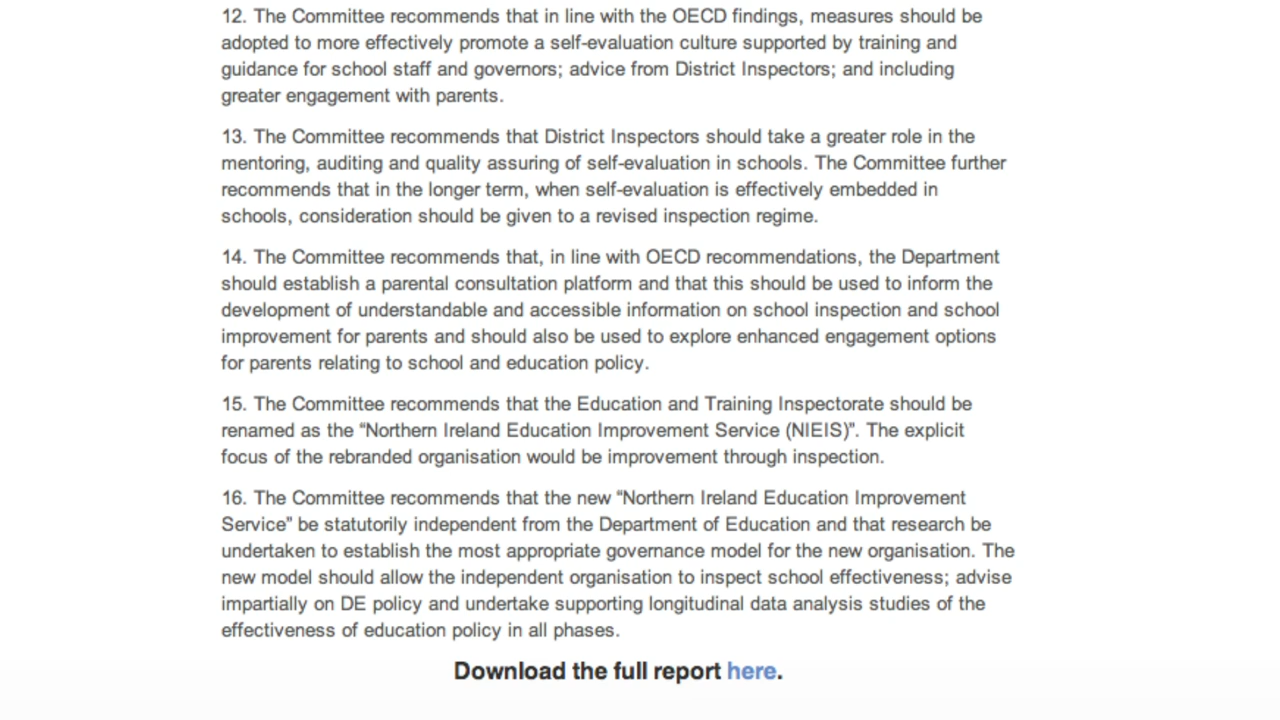 12. The Committee recommends that in line with the OECD findings, measures should be
adopted to more effectively promote a self-evaluation culture supported by training and
guidance for school staff and governors; advice from District Inspectors; and including
greater engagement with parents.
13. The Committee recommends that District Inspectors should take a greater role in the
mentoring, auditing and quality assuring of self-evaluation in schools. The Committee further
recommends that in the longer term, when self-evaluation is effectively embedded in
schools, consideration should be given to a revised inspection regime.
14. The Committee recommends that, in line with OECD recommendations, the Department
should establish a parental consultation platform and that this should be used to inform the
development of understandable and accessible information on school inspection and school
improvement for parents and should also be used to explore enhanced engagement options
for parents relating to school and education policy.
15. The Committee recommends that the Education and Training Inspectorate should be
renamed as the “Northern Ireland Education Improvement Service (NIEIS)”. The explicit
focus of the rebranded organisation would be improvement through inspection.
16. The Committee recommends that the new “Northern Ireland Education Improvement
Service” be statutorily independent from the Department of Education and that research be
undertaken to establish the most appropriate governance model for the new organisation. The
new model should allow the independent organisation to inspect school effectiveness; advise
impartially on DE policy and undertake supporting longitudinal data analysis studies of the
effectiveness of education policy in all phases.
Download the full report here.